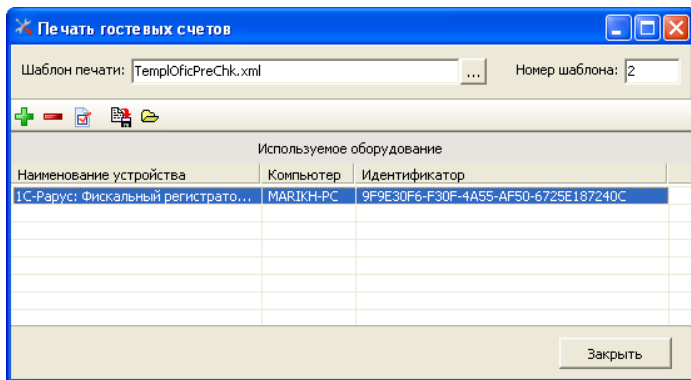 Печать гостевых счетов
Шаблон печати: TemplOficPreChk.xml ... Номер шаблона: 2
Используемое оборудование
Наименование устройства Компьютер Идентификатор
1С-Рарус: Фискальный регистрато... MARIKH-PC 9F9E30F6-F30F-4A55-AF50-6725E187240C
Закрыть